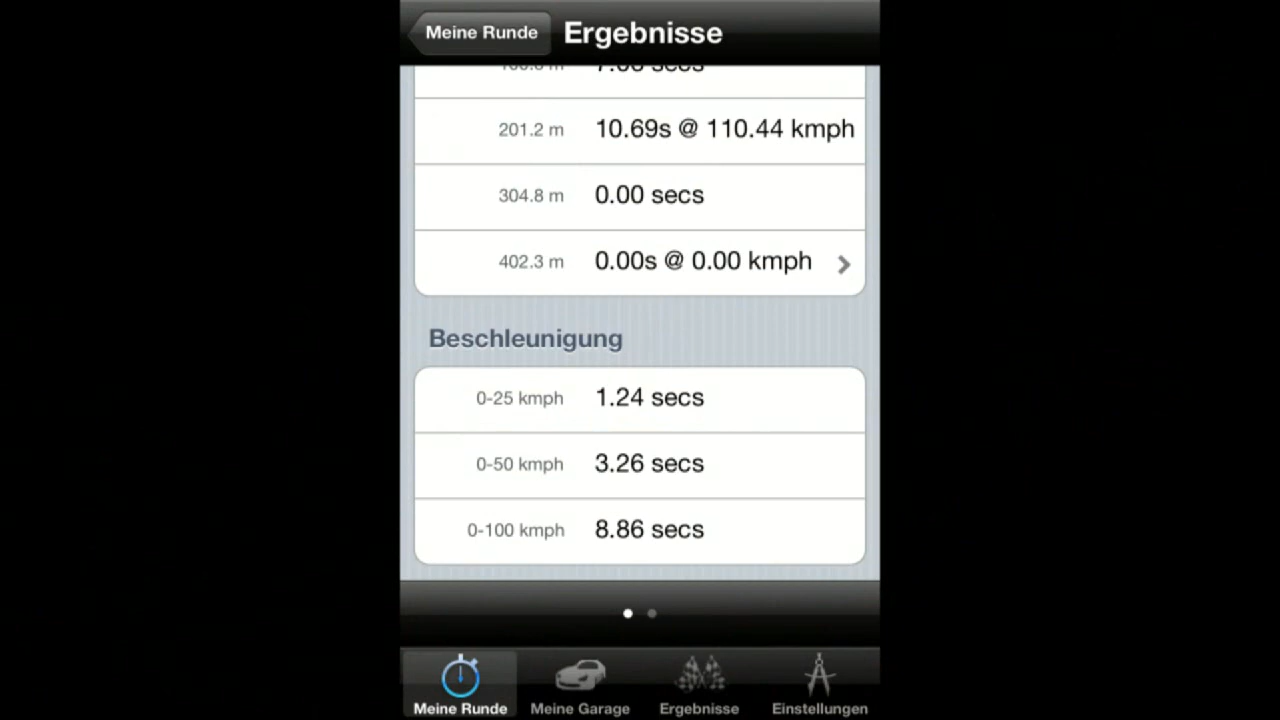 Meine Runde
Ergebnisse
201.2 m 10.69s @ 110.44 kmph
304.8 m 0.00 secs
402.3 m 0.00s @ 0.00 kmph
Beschleunigung
0-25 kmph 1.24 secs
0-50 kmph 3.26 secs
0-100 kmph 8.86 secs
Meine Runde Meine Garage Ergebnisse Einstellungen